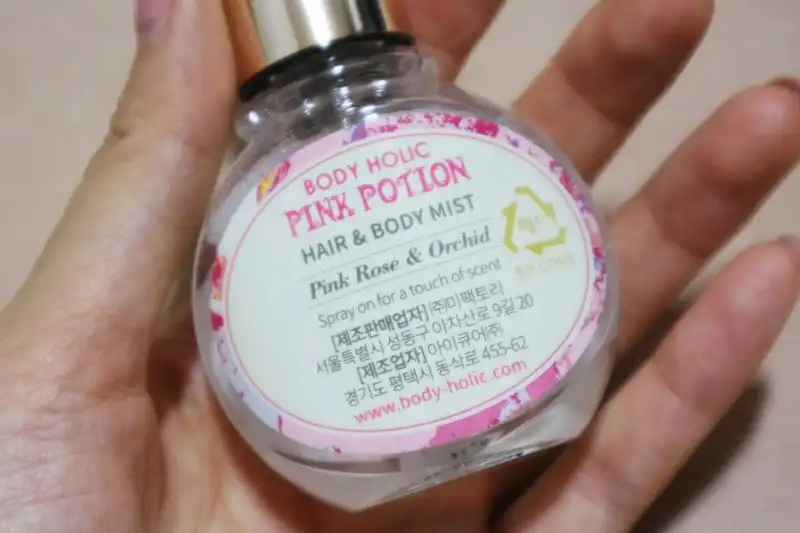 BODY HOLIC
PINK POTION
HAIR & BODY MIST
Pink Rose & Orchid
Spray on for a touch of scent
[제조판매업자] ㈜미팩토리
서울특별시 성동구 아차산로 9길 20
[제조업자] 아이큐어㈜
경기도 평택시 동삭로 455-62
www.body-holic.com